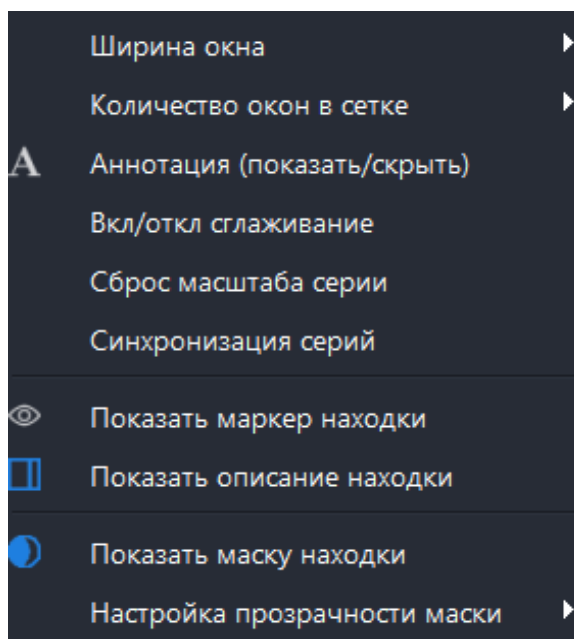 Ширина окна
Количество окон в сетке
A Аннотация (показать/скрыть)
Вкл/откл сглаживание
Сброс масштаба серии
Синхронизация серий
Показать маркер находки
Показать описание находки
Показать маску находки
Настройка прозрачности маски